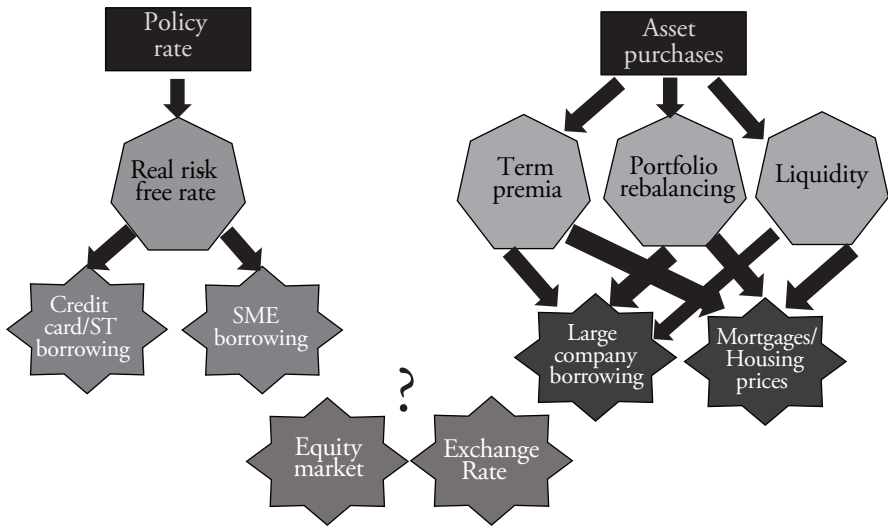 Policy
rate
Asset
purchases
Real risk
free rate
Term
premia
Portfolio
rebalancing
Liquidity
Credit
card/ST
borrowing
SME
borrowing
Large
company
borrowing
Mortgages/
Housing
prices
?
Equity
market
Exchange
Rate